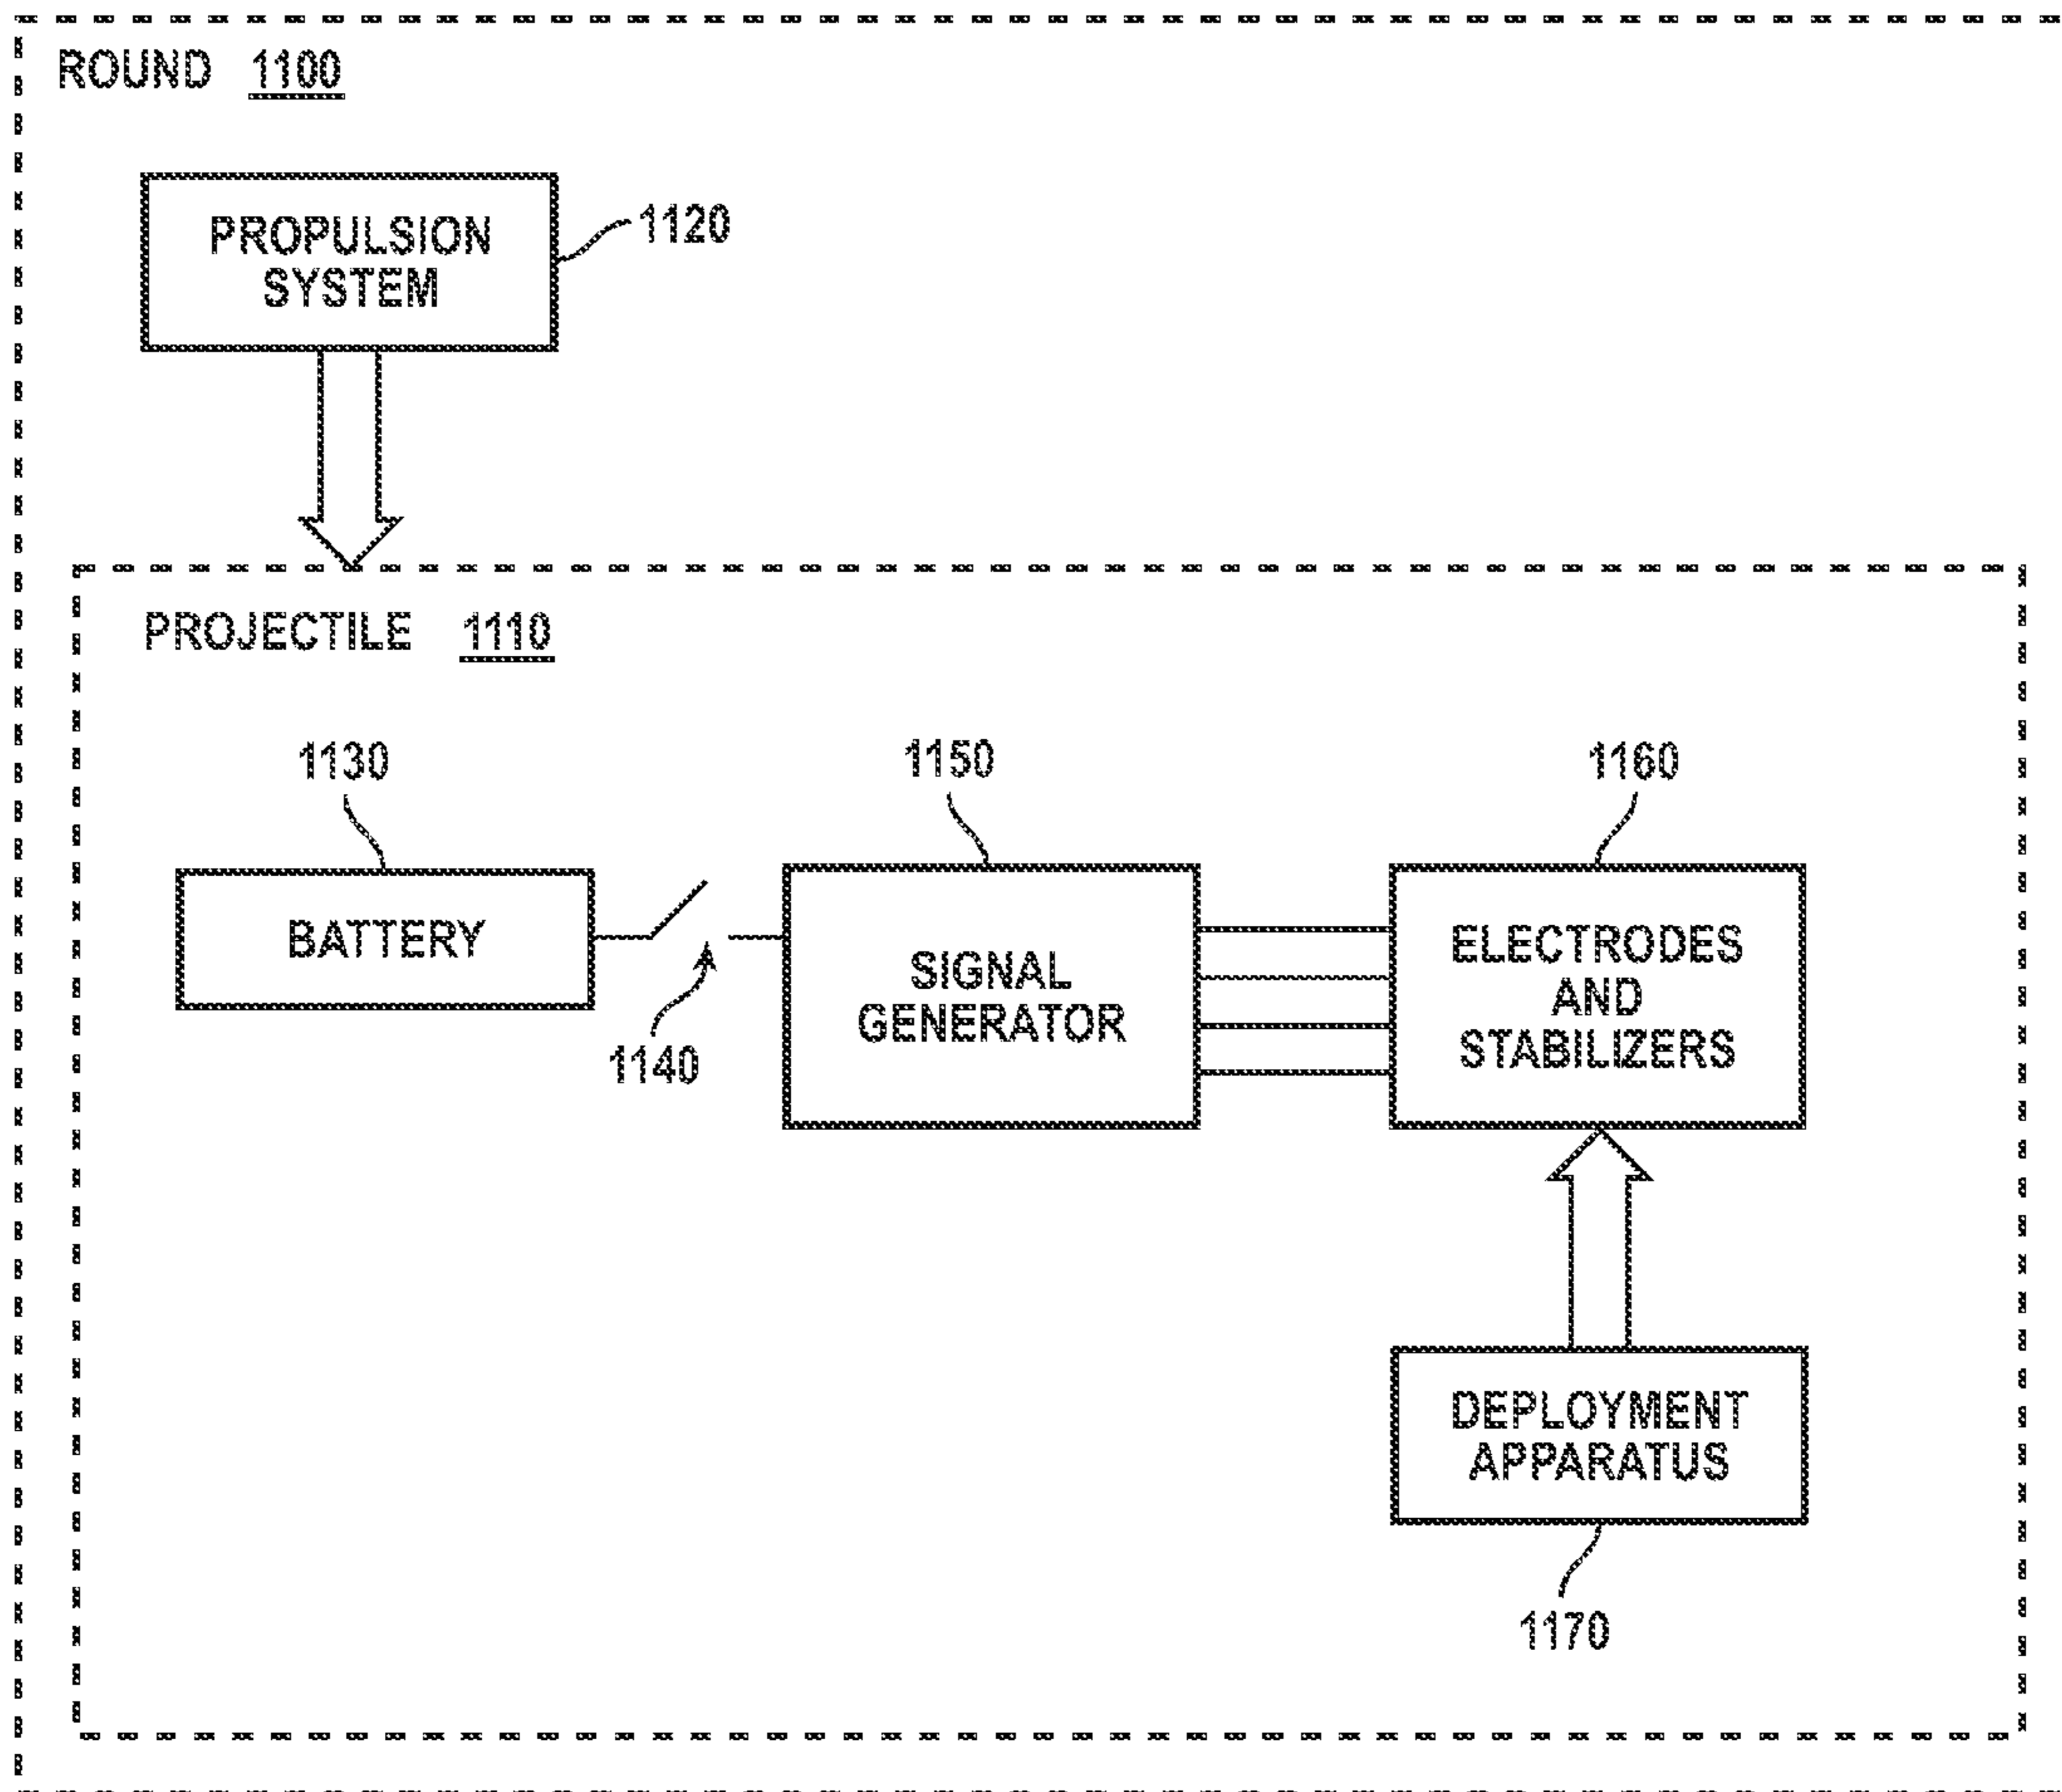 ROUND 1100
PROPULSION
SYSTEM
1120
PROJECTILE 1110
1130
1150
1160
BATTERY
1140
SIGNAL
GENERATOR
ELECTRODES
AND
STABILIZERS
DEPLOYMENT
APPARATUS
1170